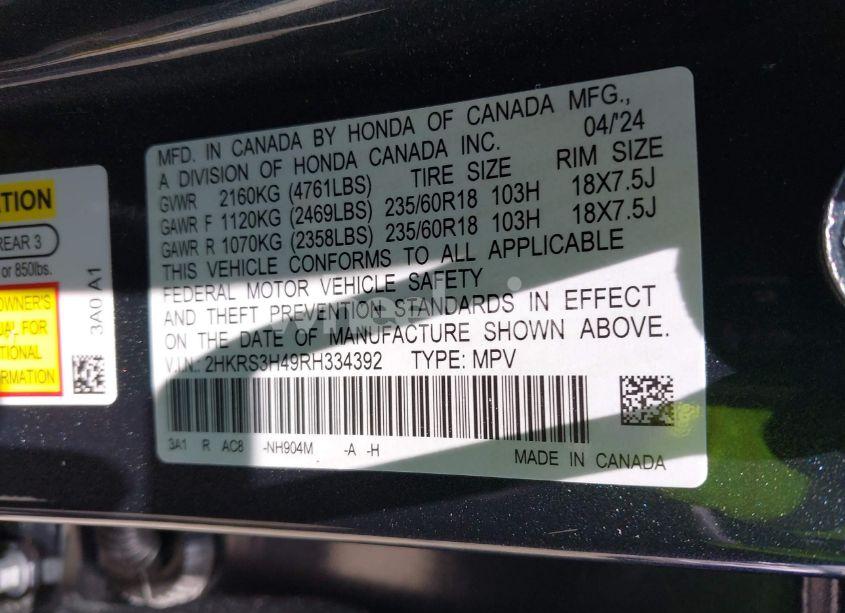 MFD. IN CANADA BY HONDA OF CANADA MFG.,
A DIVISION OF HONDA CANADA INC. 04/'24
GVWR 2160KG (4761LBS) TIRE SIZE RIM SIZE
GAWR F 1120KG (2469LBS) 235/60R18 103H 18X7.5J
GAWR R 1070KG (2358LBS) 235/60R18 103H 18X7.5J
THIS VEHICLE CONFORMS TO ALL APPLICABLE
FEDERAL MOTOR VEHICLE SAFETY
AND THEFT PREVENTION STANDARDS IN EFFECT
ON THE DATE OF MANUFACTURE SHOWN ABOVE.
V.I.N.: 2HKRS3H49RH334392 TYPE: MPV
3A1 R AC8 -NH904M -A -H
MADE IN CANADA
REAR 3
or 850lbs.
OWNER'S
FOR
3A0 A1